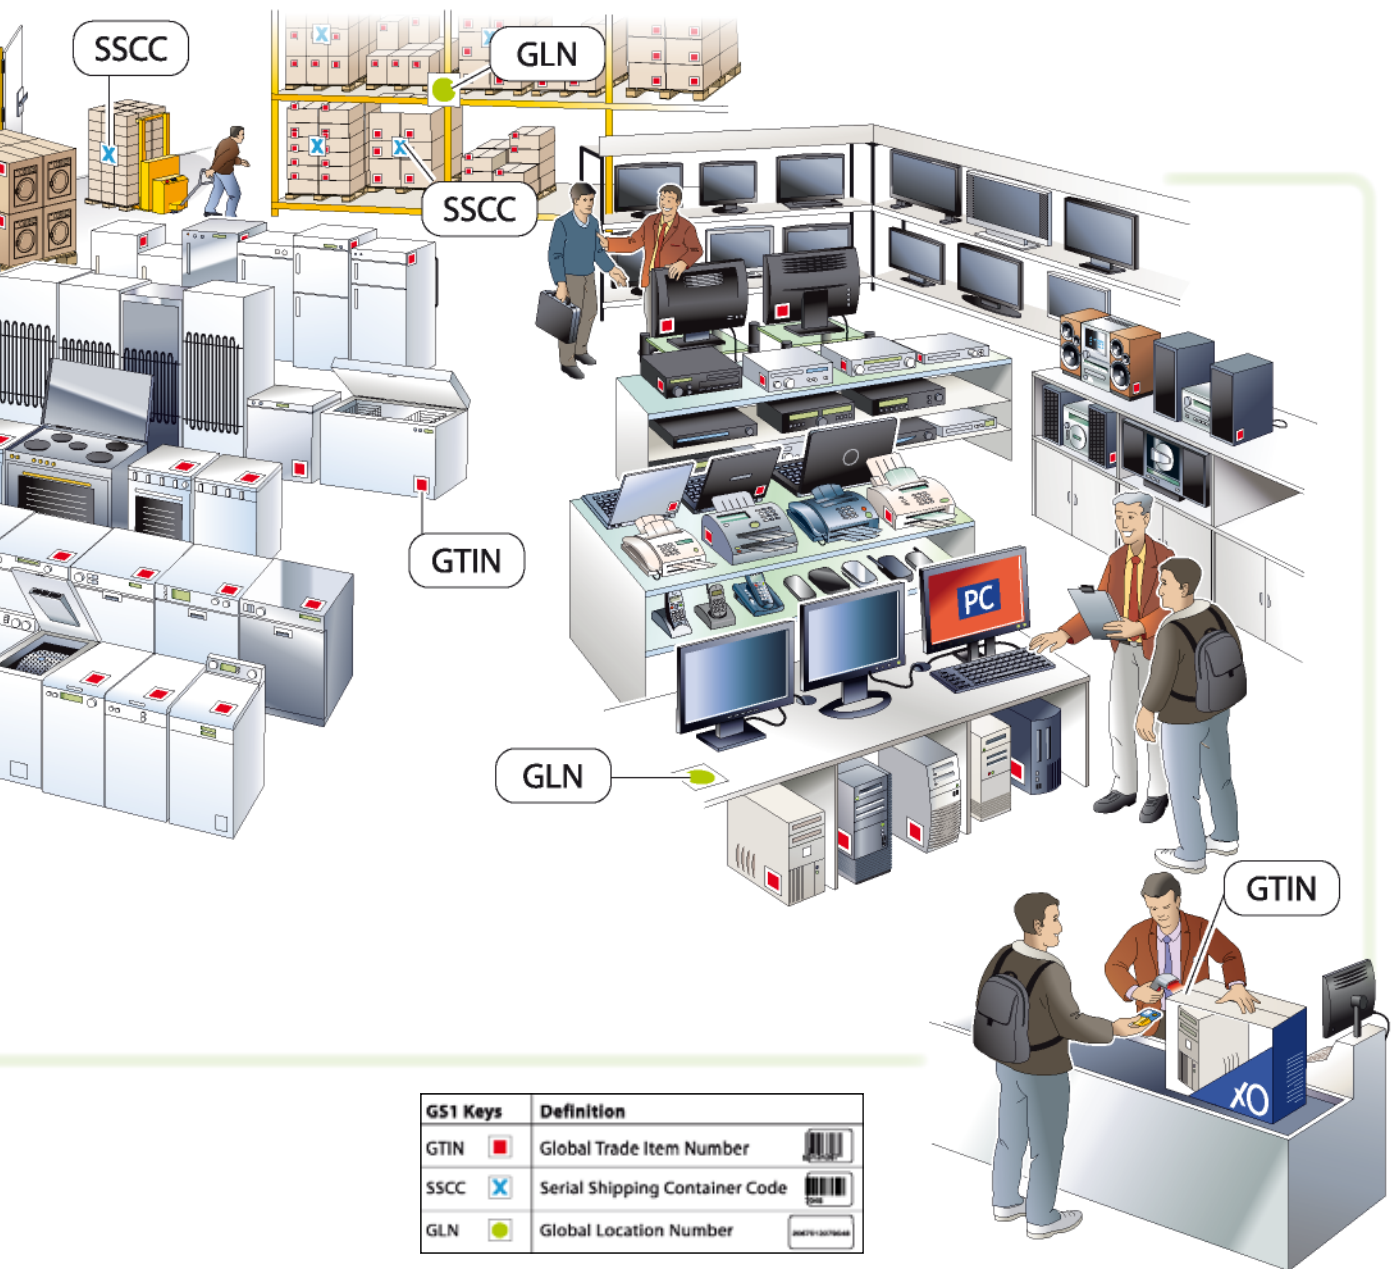 SSCC
GLN
SSCC
GTIN
PC
GLN
GTIN
XO
GS1 Keys Definition
GTIN Global Trade Item Number
SSCC Serial Shipping Container Code
GLN Global Location Number